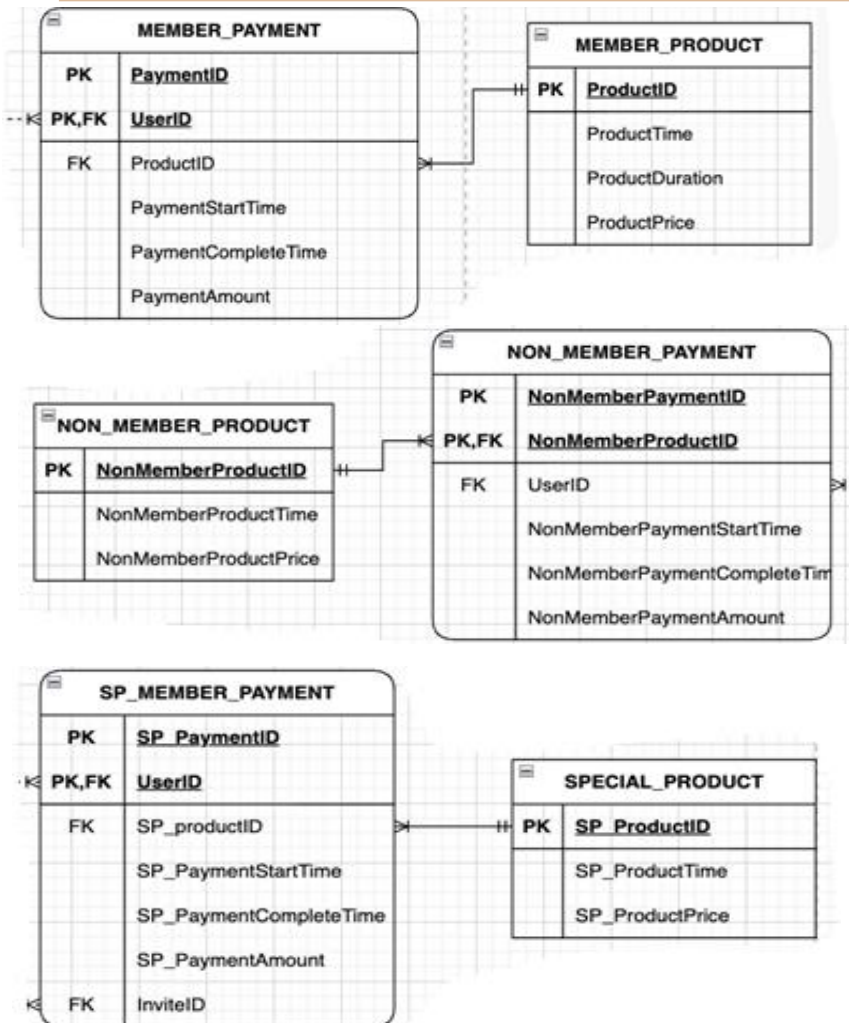 MEMBER_PAYMENT
PK PaymentID
PK,FK UserID
FK ProductID
PaymentStartTime
PaymentCompleteTime
PaymentAmount
MEMBER_PRODUCT
PK ProductID
ProductTime
ProductDuration
ProductPrice
NON_MEMBER_PAYMENT
PK NonMemberPaymentID
PK,FK NonMemberProductID
FK UserID
NonMemberPaymentStartTime
NonMemberPaymentCompleteTim
NonMemberPaymentAmount
NON_MEMBER_PRODUCT
PK NonMemberProductID
NonMemberProductTime
NonMemberProductPrice
SP_MEMBER_PAYMENT
PK SP_PaymentID
PK,FK UserID
FK SP_productID
SP_PaymentStartTime
SP_PaymentCompleteTime
SP_PaymentAmount
FK InviteID
SPECIAL_PRODUCT
PK SP_ProductID
SP_ProductTime
SP_ProductPrice